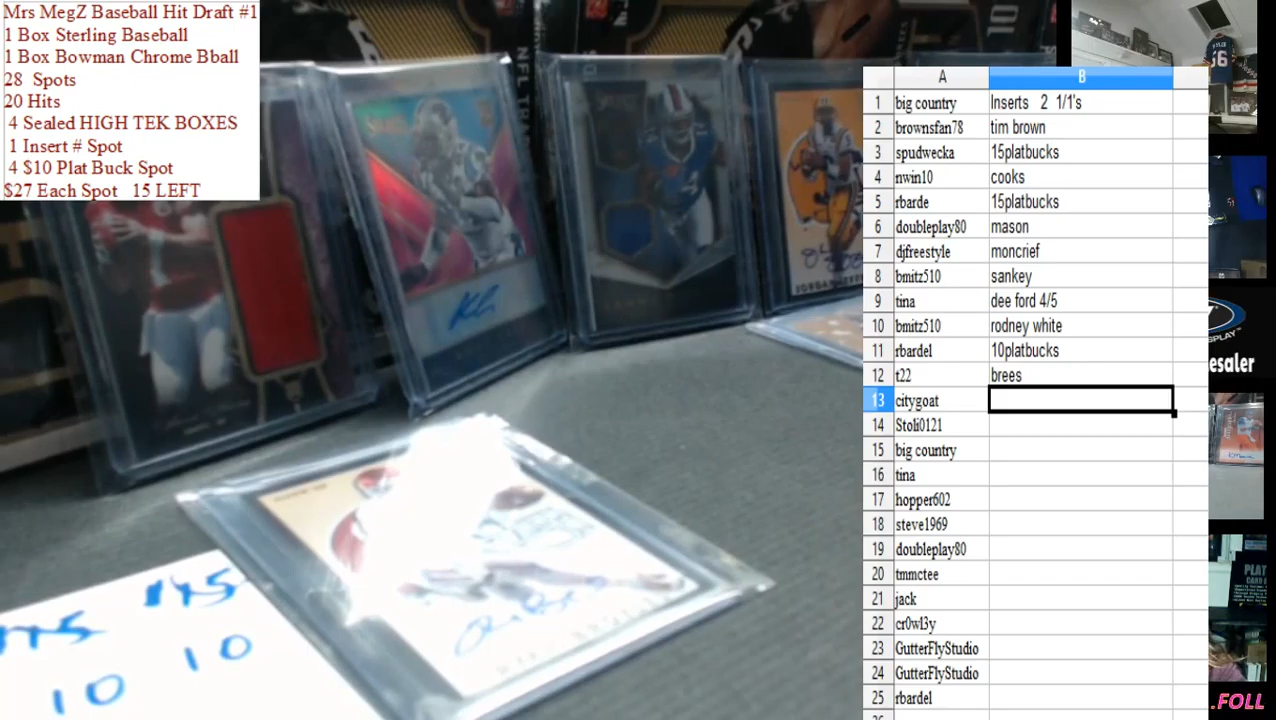 Mrs MegZ Baseball Hit Draft #1
1 Box Sterling Baseball
1 Box Bowman Chrome Bball
28 Spots
20 Hits
4 Sealed HIGH TEK BOXES
1 Insert # Spot
4 $10 Plat Buck Spot
$27 Each Spot 15 LEFT
A B
1 big country Inserts 2 1/1's
2 brownsfan78 tim brown
3 spudwecka 15platbucks
4 nwin10 cooks
5 rbarde 15platbucks
6 doubleplay80 mason
7 djfreestyle moncrief
8 bmitz510 sankey
9 tina dee ford 4/5
10 bmitz510 rodney white
11 rbardel 10platbucks
12 t22 brees
13 citygoat
14 Stoli0121
15 big country
16 tina
17 hopper602
18 steve1969
19 doubleplay80
20 tmmctee
21 jack
22 cr0wl3y
23 GutterFlyStudio
24 GutterFlyStudio
25 rbardel
NFL
10
56
PLAT
esaler
.FOLL
10
10